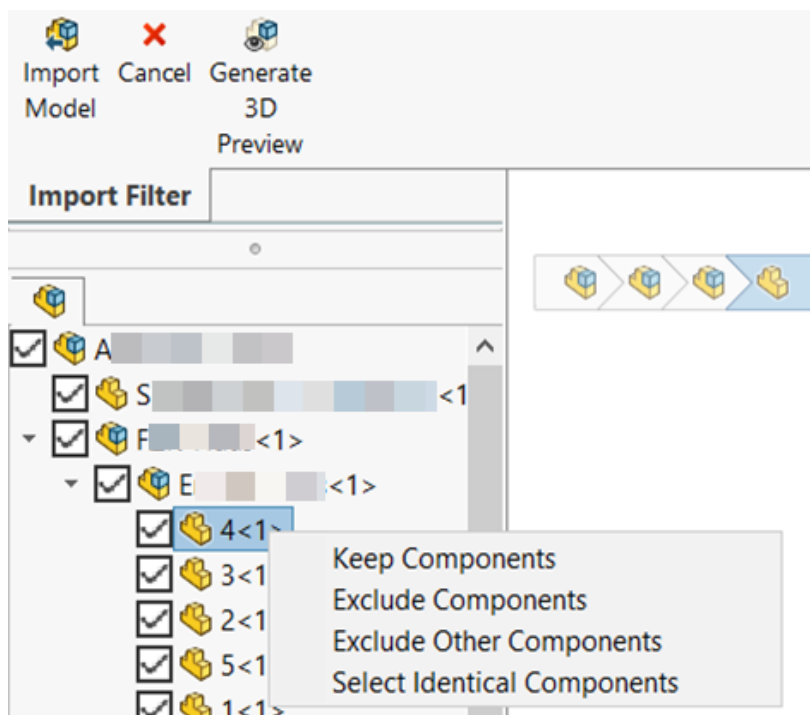 Import Model
Cancel
Generate 3D Preview
Import Filter
A
S <1
F <1>
E <1>
4<1>
3<1
2<1
5<1
1<1>
Keep Components
Exclude Components
Exclude Other Components
Select Identical Components